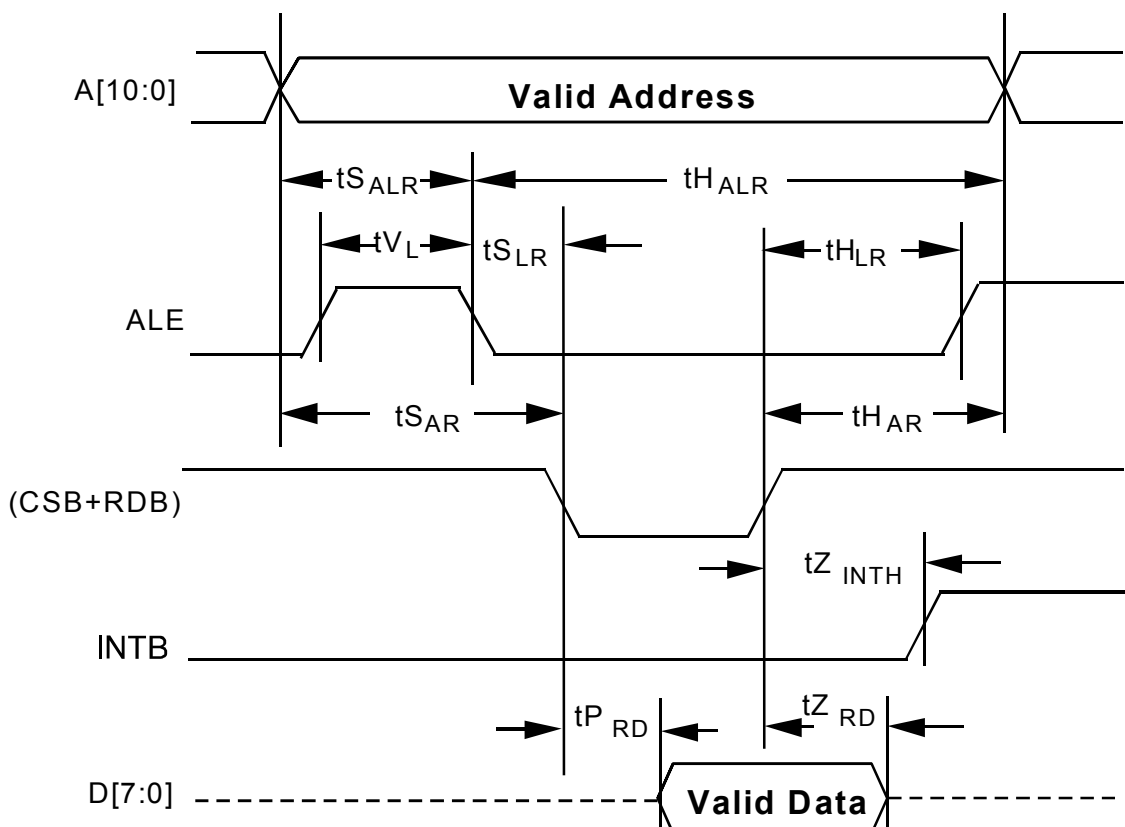 A[10:0]
Valid Address
tS ALR
tH ALR
tV L
tS LR
tH LR
ALE
tS AR
tH AR
(CSB+RDB)
tZ INTH
INTB
tP RD
tZ RD
D[7:0]
Valid Data